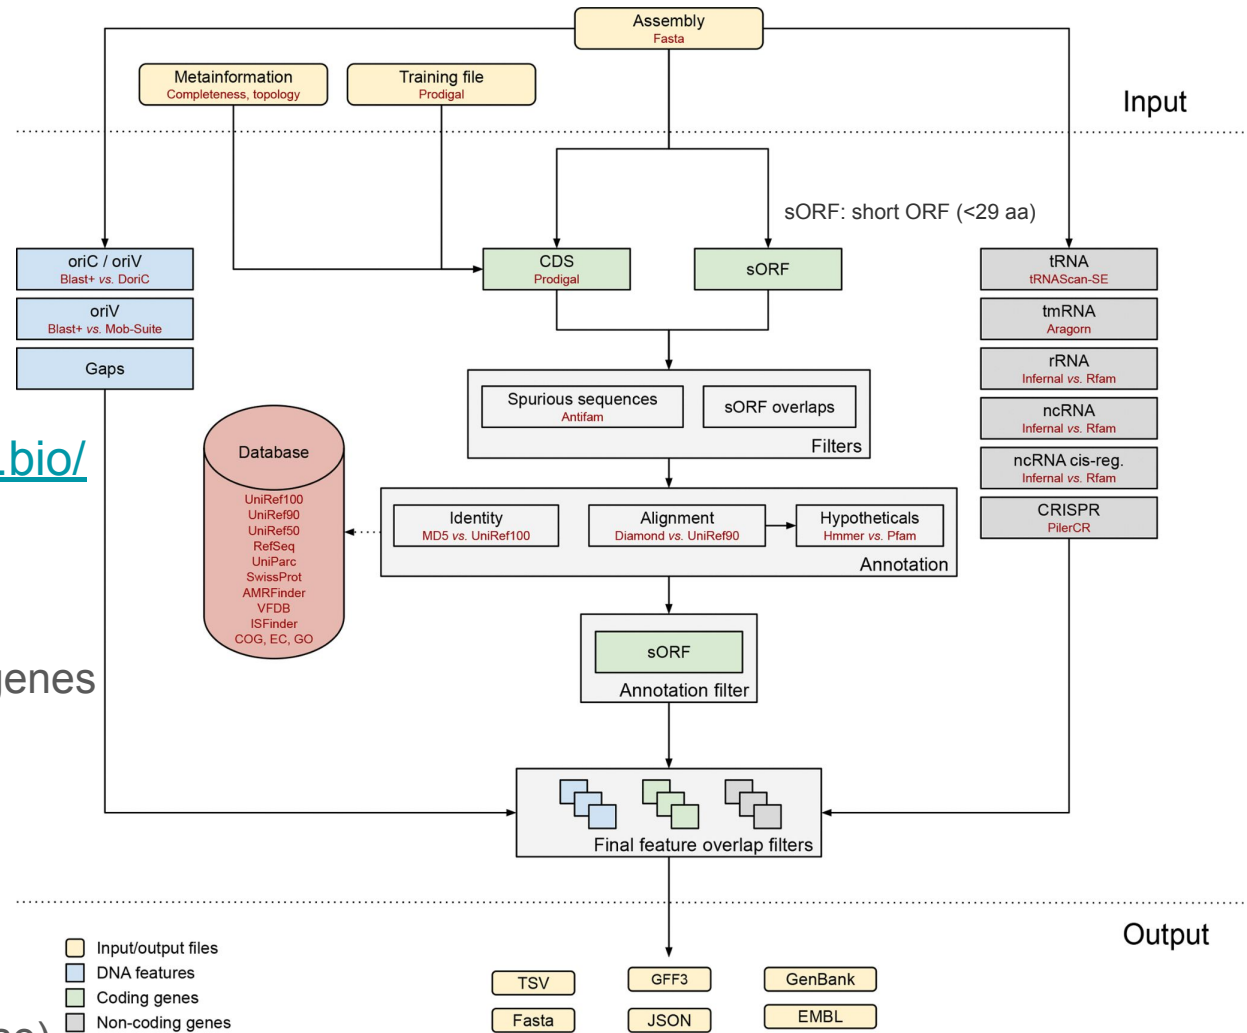 Assembly
Fasta
Metainformation
Completeness, topology
Training file
Prodigal
Input
sORF: short ORF (<29 aa)
oriC / oriV
Blast+ vs. DoriC
oriV
Blast+ vs. Mob-Suite
Gaps
CDS
Prodigal
sORF
tRNA
tRNAScan-SE
tmRNA
Aragorn
rRNA
Infernal vs. Rfam
ncRNA
Infernal vs. Rfam
ncRNA cis-reg.
Infernal vs. Rfam
CRISPR
PilerCR
Spurious sequences
Antifam
sORF overlaps
Filters
.bio/
Database
UniRef100
UniRef90
UniRef50
RefSeq
UniParc
SwissProt
AMRFinder
VFDB
ISFinder
COG, EC, GO
Identity
MD5 vs. UniRef100
Alignment
Diamond vs. UniRef90
Hypotheticals
Hmmer vs. Pfam
Annotation
sORF
Annotation filter
genes
Final feature overlap filters
Output
Input/output files
DNA features
Coding genes
Non-coding genes
TSV
GFF3
GenBank
Fasta
JSON
EMBL